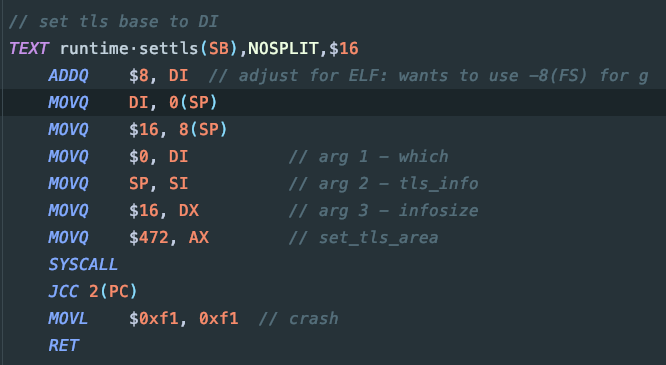 // set tls base to DI
TEXT runtime·settls(SB),NOSPLIT,$16
    ADDQ    $8, DI  // adjust for ELF: wants to use -8(FS) for g
    MOVQ    DI, 0(SP)
    MOVQ    $16, 8(SP)
    MOVQ    $0, DI          // arg 1 - which
    MOVQ    SP, SI          // arg 2 - tls_info
    MOVQ    $16, DX         // arg 3 - infosize
    MOVQ    $472, AX        // set_tls_area
    SYSCALL
    JCC 2(PC)
    MOVL    $0xf1, 0xf1  // crash
    RET